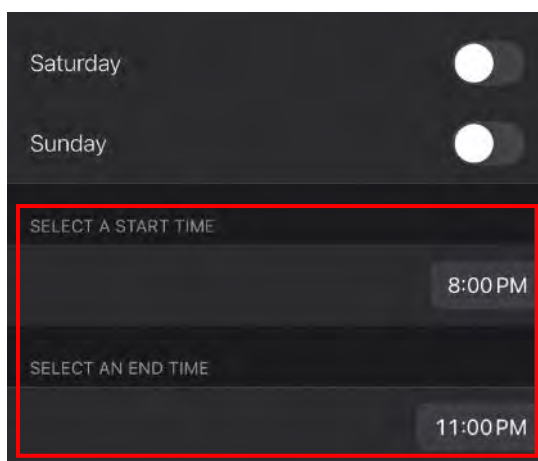 Saturday
Sunday
SELECT A START TIME
8:00 PM
SELECT AN END TIME
11:00 PM